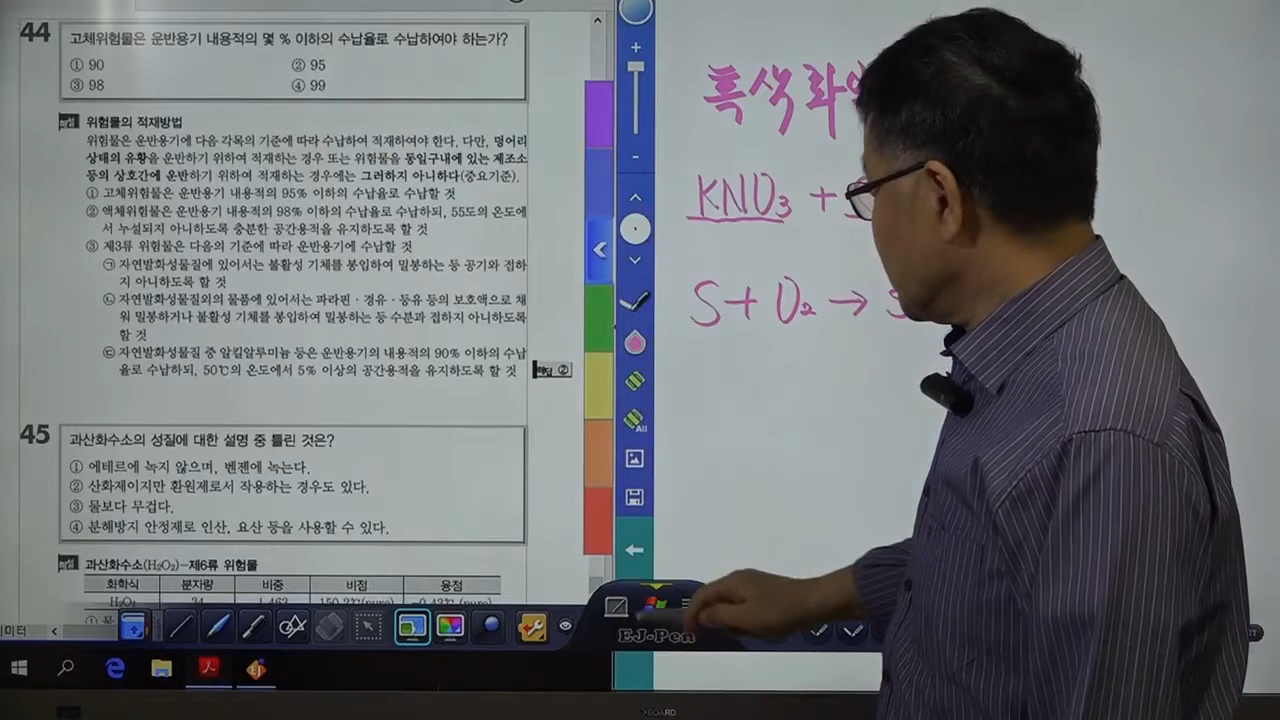 44
고체위험물은 운반용기 내용적의 몇 % 이하의 수납율로 수납하여야 하는가?
① 90 ② 95
③ 98 ④ 99
해설 위험물의 적재방법
위험물은 운반용기에 다음 각목의 기준에 따라 수납하여 적재하여야 한다. 다만, 덩어리
상태의 유황을 운반하기 위하여 적재하는 경우 또는 위험물을 동일구내에 있는 제조소
등의 상호간에 운반하기 위하여 적재하는 경우에는 그러하지 아니하다(중요기준).
① 고체위험물은 운반용기 내용적의 95% 이하의 수납율로 수납할 것
② 액체위험물은 운반용기 내용적의 98% 이하의 수납율로 수납하되, 55도의 온도에
서 누설되지 아니하도록 충분한 공간용적을 유지하도록 할 것
③ 제3류 위험물은 다음의 기준에 따라 운반용기에 수납할 것
㉠ 자연발화성물질에 있어서는 불활성 기체를 봉입하여 밀봉하는 등 공기와 접하
지 아니하도록 할 것
㉡ 자연발화성물질외의 물품에 있어서는 파라핀·경유·등유 등의 보호액으로 채
워 밀봉하거나 불활성 기체를 봉입하여 밀봉하는 등 수분과 접하지 아니하도록
할 것
㉢ 자연발화성물질 중 알킬알루미늄 등은 운반용기의 내용적의 90% 이하의 수납
율로 수납하되, 50℃의 온도에서 5% 이상의 공간용적을 유지하도록 할 것
해답 ②
45
과산화수소의 성질에 대한 설명 중 틀린 것은?
① 에테르에 녹지 않으며, 벤젠에 녹는다.
② 산화제이지만 환원제로서 작용하는 경우도 있다.
③ 물보다 무겁다.
④ 분해방지 안정제로 인산, 요산 등을 사용할 수 있다.
해설 과산화수소(H₂O₂)-제6류 위험물
화학식 분자량 비중 비점 융점
H₂O₂ 34 1.463 150.2℃(pure) -0.43℃(pure)
흑색화
KNO₃ +
S + O₂ → S
All
미터
EJ-Pen
BOARD